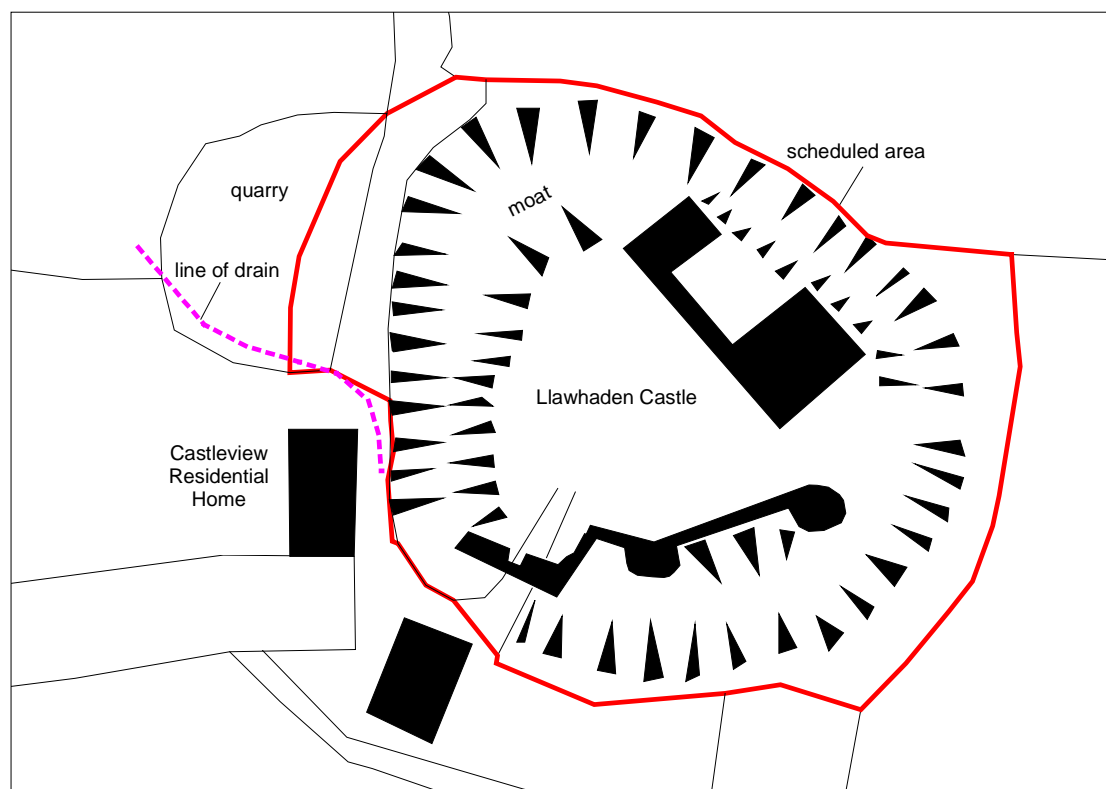 scheduled area
quarry
moat
line of drain
Llawhaden Castle
Castleview
Residential
Home